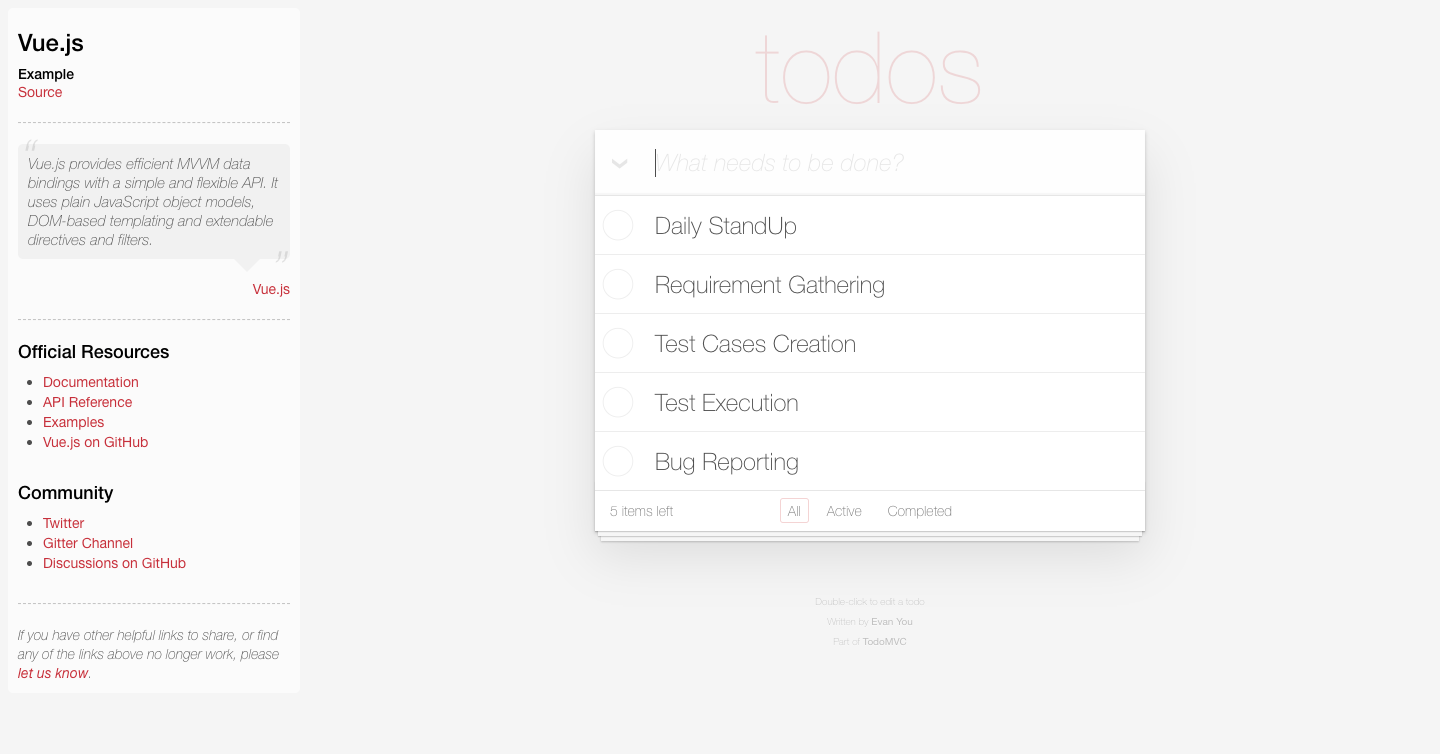 Vue.js
Example
Source
“
Vue.js provides efficient MVVM data
bindings with a simple and flexible API. It
uses plain JavaScript object models,
DOM-based templating and extendable
directives and filters.
”
Vue.js
Official Resources
Documentation
API Reference
Examples
Vue.js on GitHub
Community
Twitter
Gitter Channel
Discussions on GitHub
If you have other helpful links to share, or find
any of the links above no longer work, please
let us know.
todos
What needs to be done?
Daily StandUp
Requirement Gathering
Test Cases Creation
Test Execution
Bug Reporting
5 items left All Active Completed
Double-click to edit a todo
Written by Evan You
Part of TodoMVC